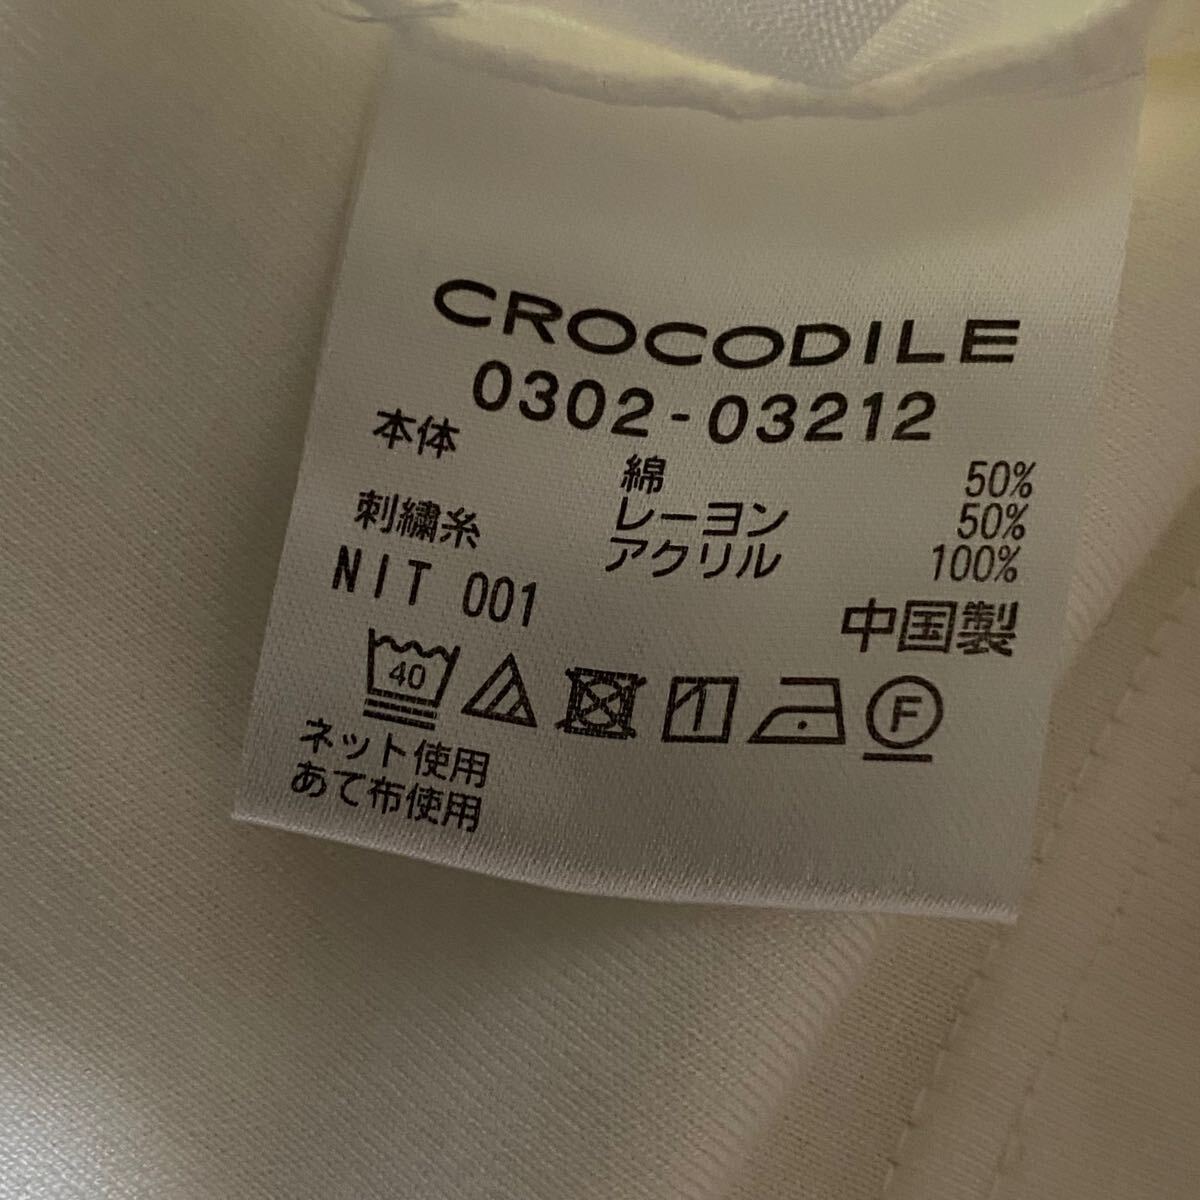 CROCODILE
0302-03212
本体 綿 50%
レーヨン 50%
刺繍糸 アクリル 100%
NIT 001
中国製
40
F
ネット使用
あて布使用